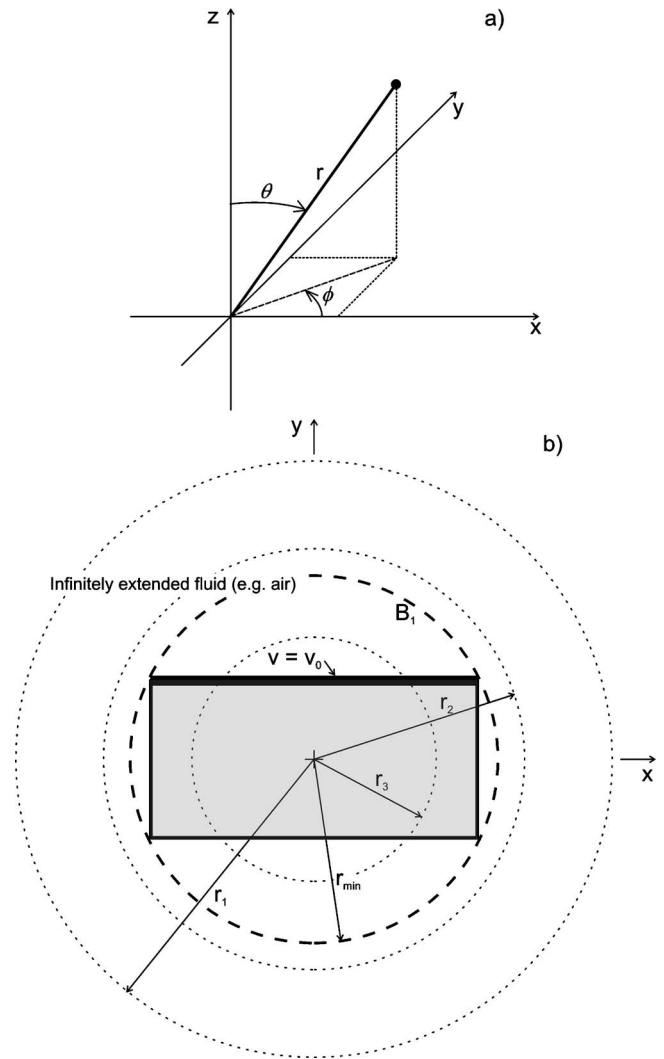 z
a)
y
r
θ
ϕ
x
y
b)
Infinitely extended fluid (e.g. air)
B₁
v = v₀
r₂
r₃
x
r₁
rₘᵢₙ